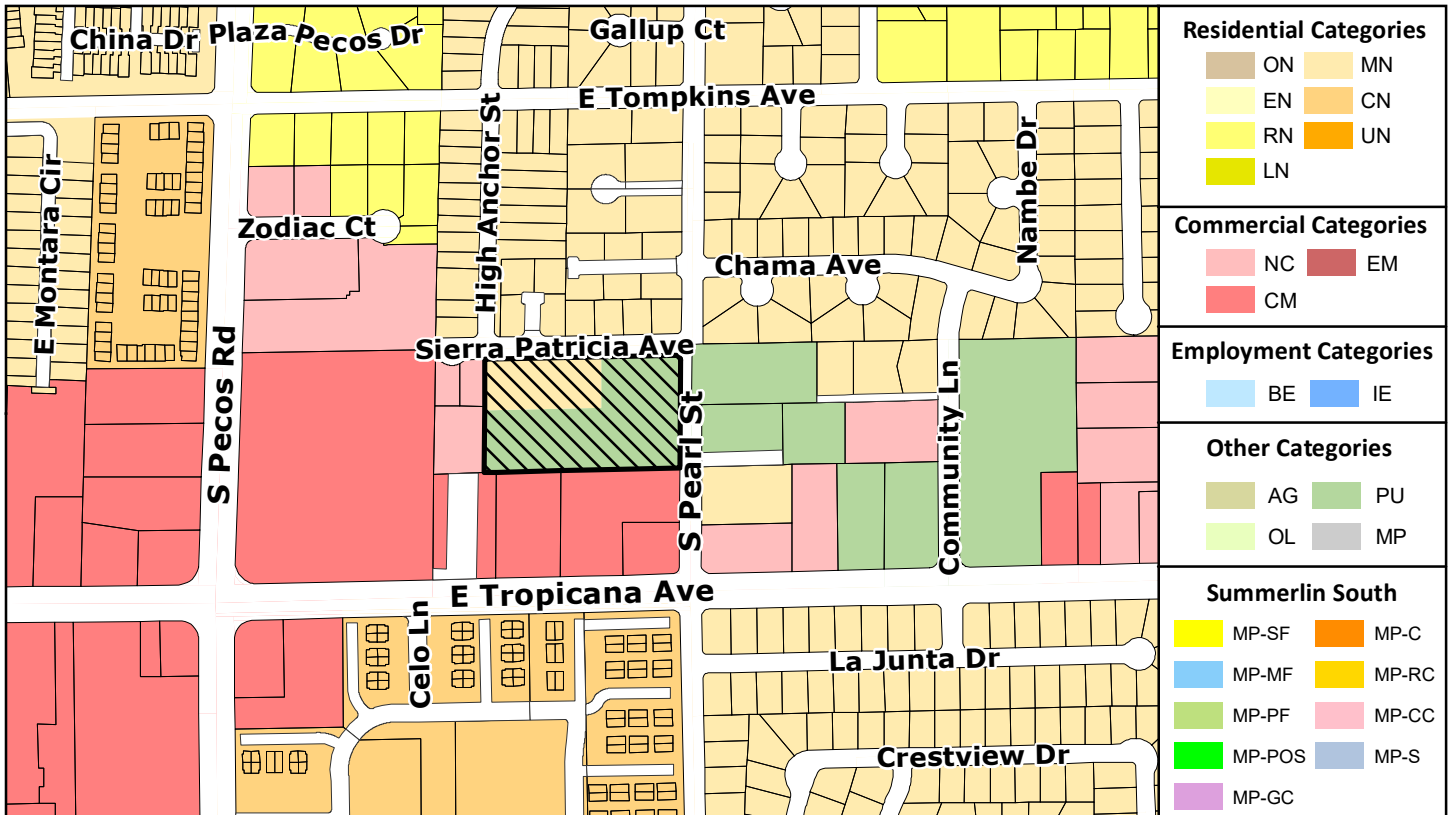 China Dr
Plaza Pecos Dr
Gallup Ct
E Tompkins Ave
High Anchor St
E Montara Cir
Nambe Dr
Zodiac Ct
Chama Ave
S Pecos Rd
Sierra Patricia Ave
S Pearl St
Community Ln
E Tropicana Ave
Celo Ln
La Junta Dr
Crestview Dr
Residential Categories
ON MN
EN CN
RN UN
LN
Commercial Categories
NC EM
CM
Employment Categories
BE IE
Other Categories
AG PU
OL MP
Summerlin South
MP-SF MP-C
MP-MF MP-RC
MP-PF MP-CC
MP-POS MP-S
MP-GC